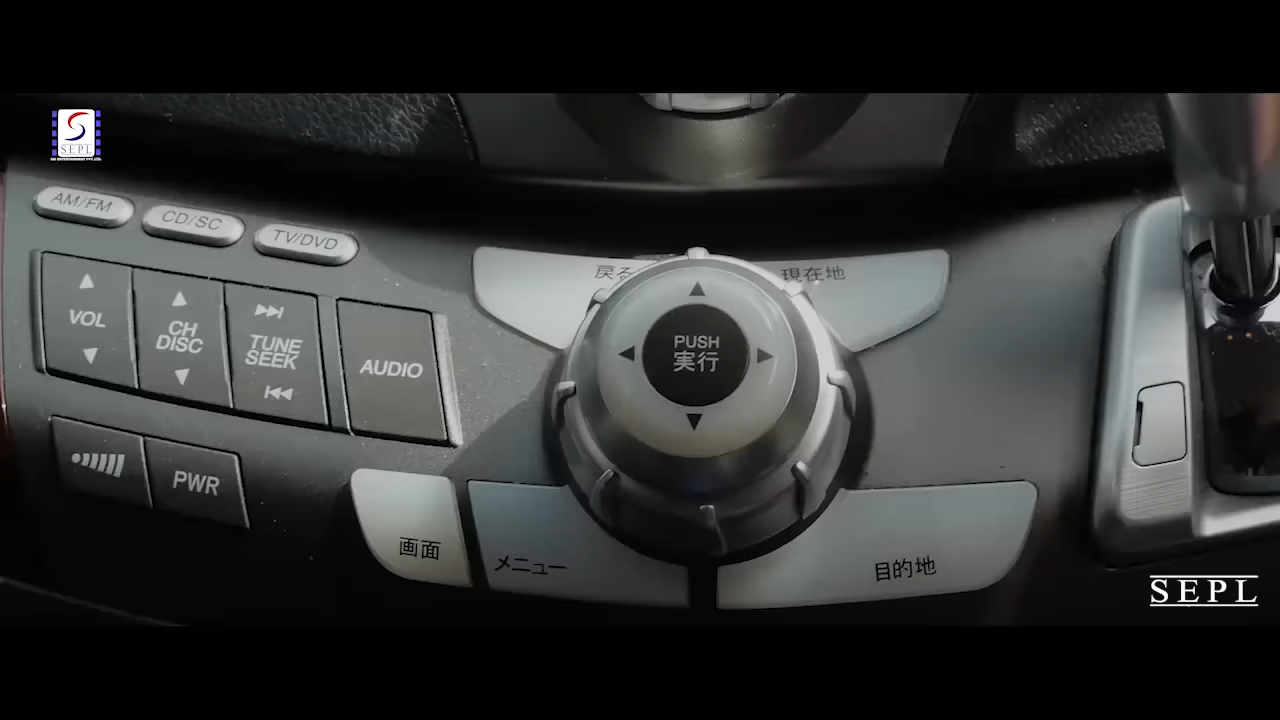 SEPL
AM/FM
CD/SC
TV/DVD
戻る
現在地
VOL
CH
DISC
TUNE
SEEK
AUDIO
PUSH
実行
PWR
画面
メニュー
目的地
SEPL